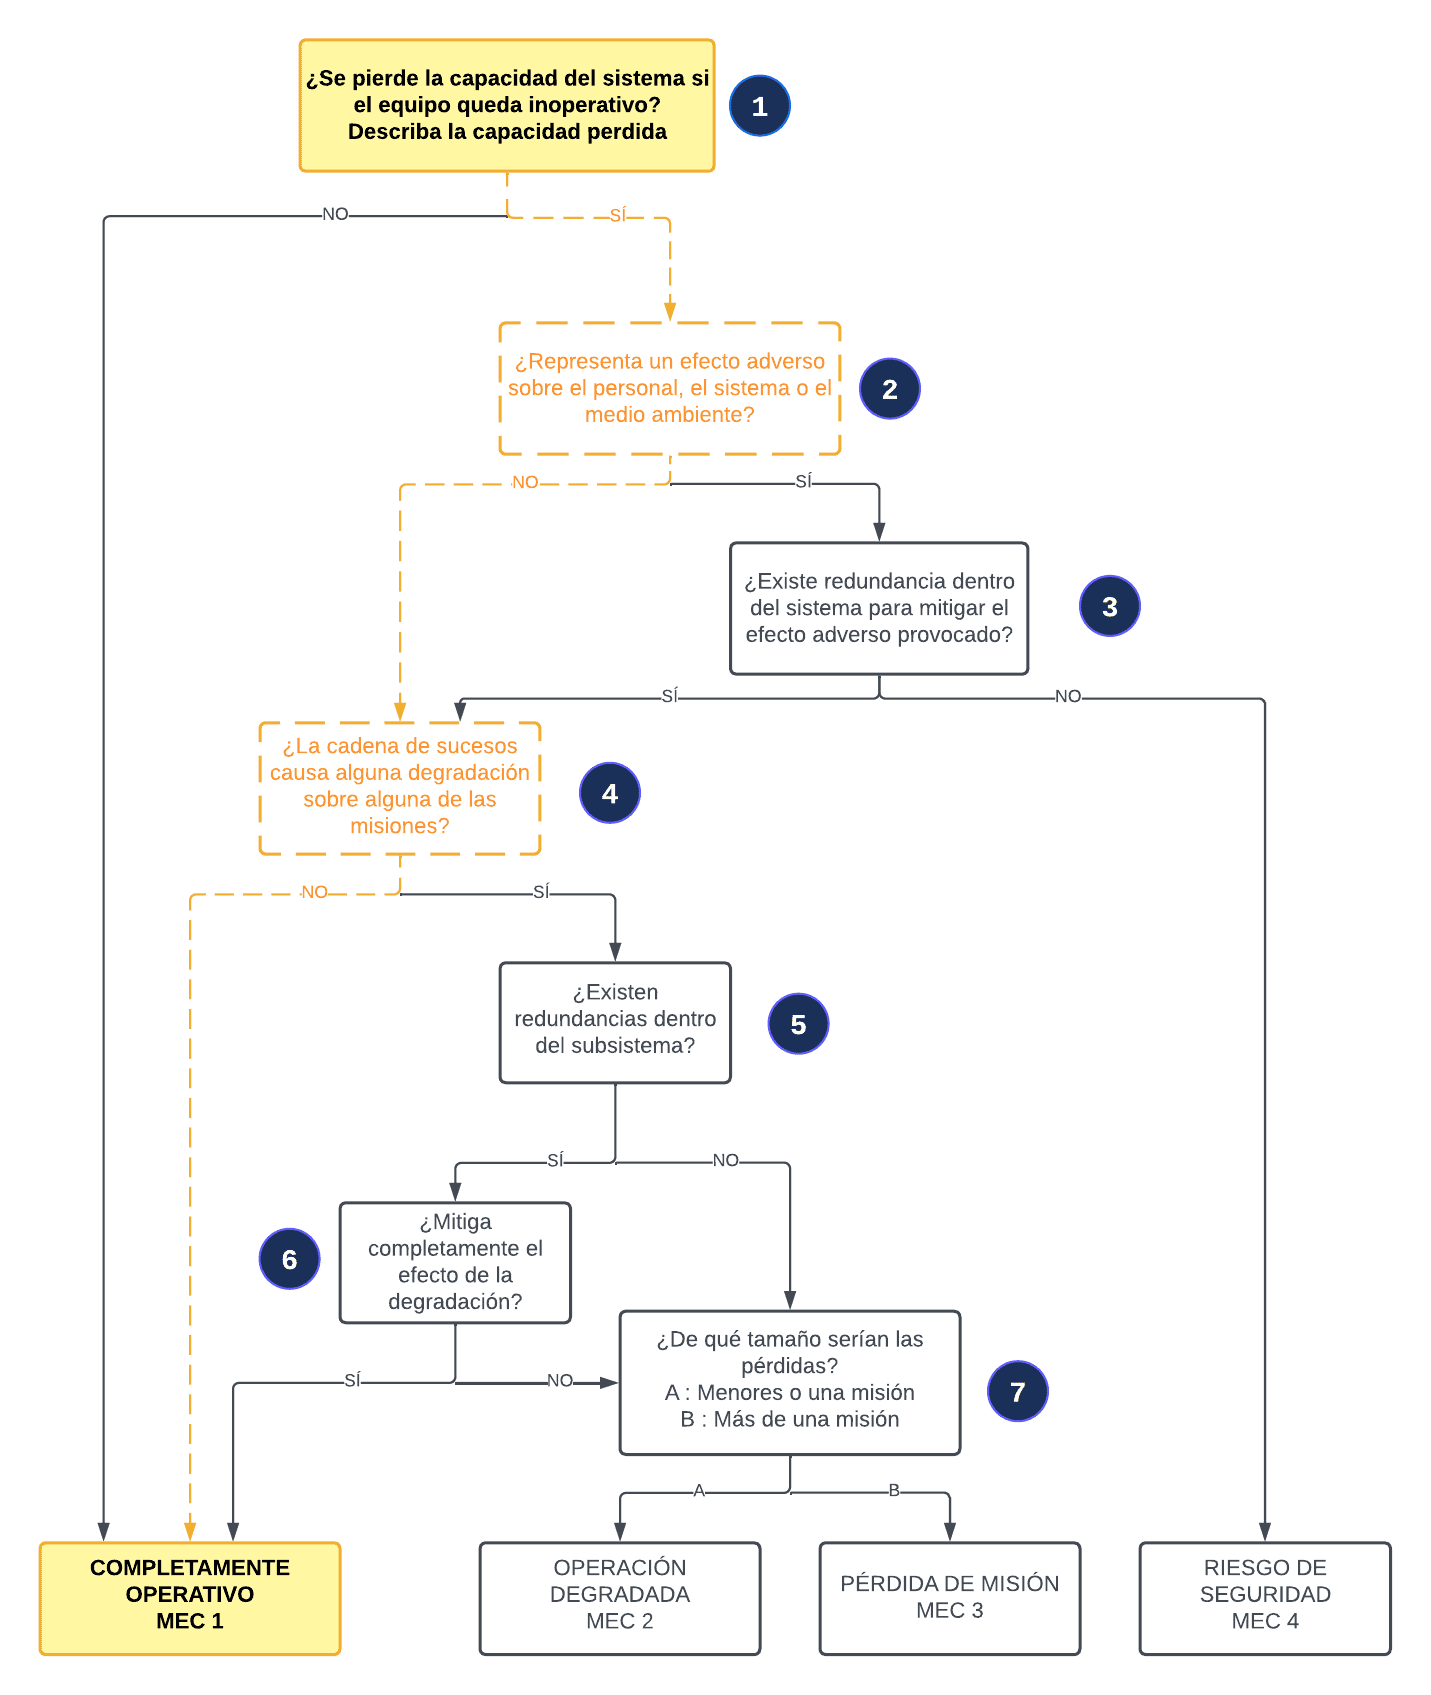 ¿Se pierde la capacidad del sistema si
el equipo queda inoperativo?
Describa la capacidad perdida
1
NO
SÍ
¿Representa un efecto adverso
sobre el personal, el sistema o el
medio ambiente?
2
NO
SÍ
¿Existe redundancia dentro
del sistema para mitigar el
efecto adverso provocado?
3
SÍ
NO
¿La cadena de sucesos
causa alguna degradación
sobre alguna de las
misiones?
4
NO
SÍ
¿Existen
redundancias dentro
del subsistema?
5
SÍ
NO
¿Mitiga
completamente el
efecto de la
degradación?
6
¿De qué tamaño serían las
pérdidas?
A : Menores o una misión
B : Más de una misión
7
SÍ
NO
A
B
COMPLETAMENTE
OPERATIVO
MEC 1
OPERACIÓN
DEGRADADA
MEC 2
PÉRDIDA DE MISIÓN
MEC 3
RIESGO DE
SEGURIDAD
MEC 4